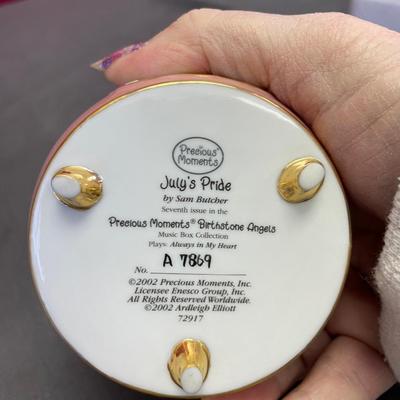 Precious
Moments
July's Pride
by Sam Butcher
Seventh issue in the
Precious Moments® Birthstone Angels
Music Box Collection
Plays: Always in My Heart
A 7869
No.
©2002 Precious Moments, Inc.
Licensee Enesco Group, Inc.
All Rights Reserved Worldwide.
©2002 Ardleigh Elliott
72917